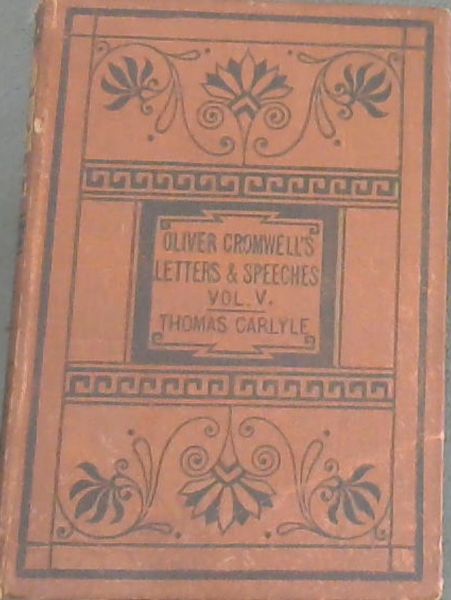 OLIVER CROMWELL'S
LETTERS & SPEECHES
VOL. V.
THOMAS CARLYLE